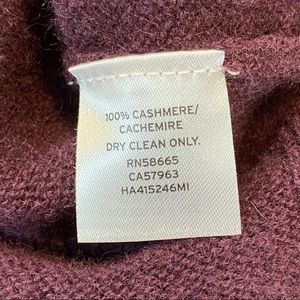 100% CASHMERE/
CACHEMIRE
DRY CLEAN ONLY.
RN58665
CA57963
HA415246MI